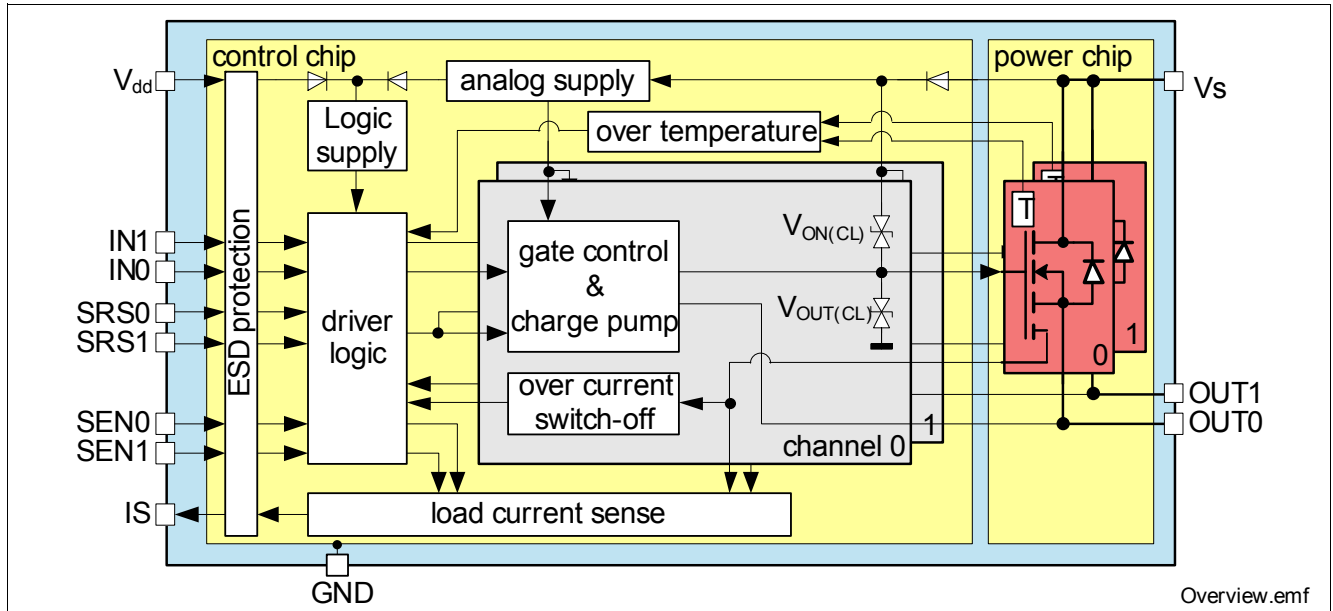 control chip
power chip
Vdd
analog supply
Vs
Logic
supply
over temperature
T
T
IN1
IN0
SRS0
SRS1
SEN0
SEN1
IS
ESD protection
driver
logic
gate control
&
charge pump
VON(CL)
VOUT(CL)
over current
switch-off
channel 0
1
0
1
OUT1
OUT0
load current sense
GND
Overview.emf